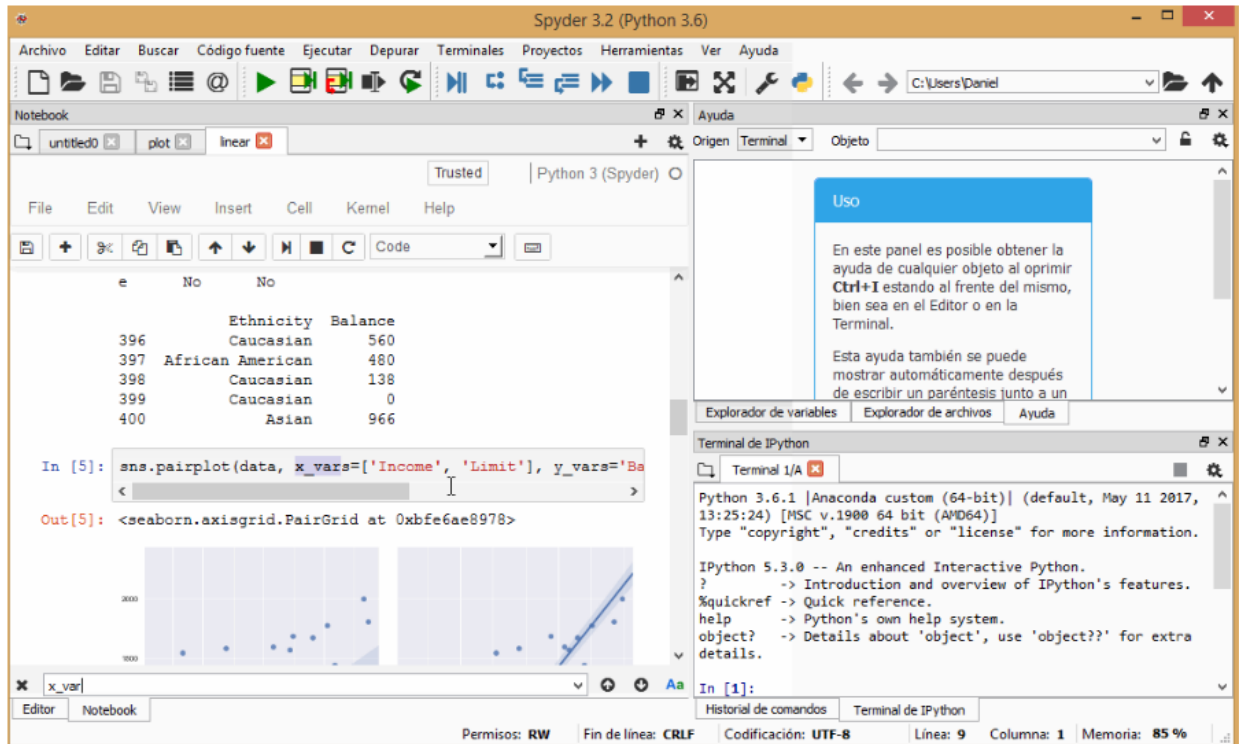 Spyder 3.2 (Python 3.6)
Archivo Editar Buscar Código fuente Ejecutar Depurar Terminales Proyectos Herramientas Ver Ayuda
C:\Users\Daniel
Notebook
untitled0 plot linear
Trusted Python 3 (Spyder)
File Edit View Insert Cell Kernel Help
Code
e No No
Ethnicity Balance
396 Caucasian 560
397 African American 480
398 Caucasian 138
399 Caucasian 0
400 Asian 966
In [5]: sns.pairplot(data, x_vars=['Income', 'Limit'], y_vars='Ba
Out[5]: <seaborn.axisgrid.PairGrid at 0xbfe6ae8978>
2000
1800
x_var
Aa
Editor Notebook
Ayuda
Origen Terminal Objeto
Uso
En este panel es posible obtener la
ayuda de cualquier objeto al oprimir
Ctrl+I estando al frente del mismo,
bien sea en el Editor o en la
Terminal.
Esta ayuda también se puede
mostrar automáticamente después
de escribir un paréntesis junto a un
Explorador de variables Explorador de archivos Ayuda
Terminal de IPython
Terminal 1/A
Python 3.6.1 |Anaconda custom (64-bit)| (default, May 11 2017,
13:25:24) [MSC v.1900 64 bit (AMD64)]
Type "copyright", "credits" or "license" for more information.
IPython 5.3.0 -- An enhanced Interactive Python.
? -> Introduction and overview of IPython's features.
%quickref -> Quick reference.
help -> Python's own help system.
object? -> Details about 'object', use 'object??' for extra
details.
In [1]:
Historial de comandos Terminal de IPython
Permisos: RW Fin de línea: CRLF Codificación: UTF-8 Línea: 9 Columna: 1 Memoria: 85 %